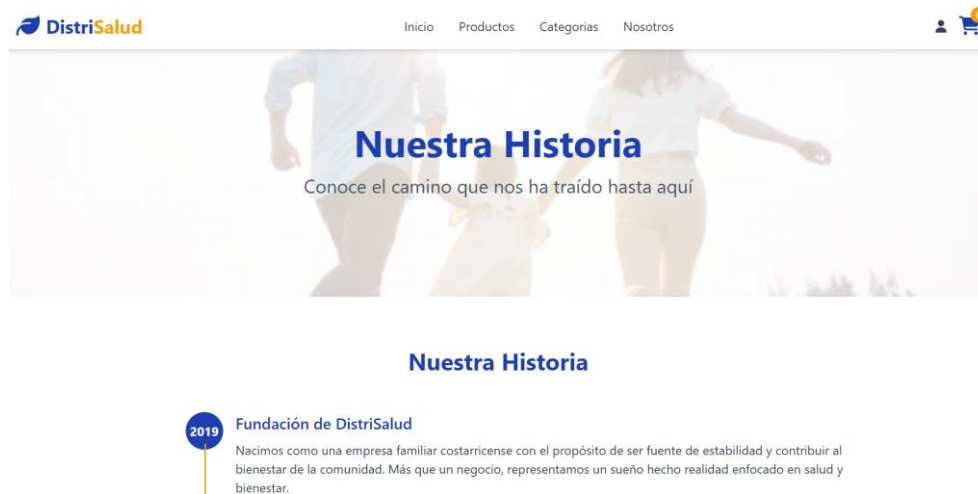 DistriSalud
Inicio Productos Categorias Nosotros
Nuestra Historia
Conoce el camino que nos ha traído hasta aquí
Nuestra Historia
2019
Fundación de DistriSalud
Nacimos como una empresa familiar costarricense con el propósito de ser fuente de estabilidad y contribuir al
bienestar de la comunidad. Más que un negocio, representamos un sueño hecho realidad enfocado en salud y
bienestar.